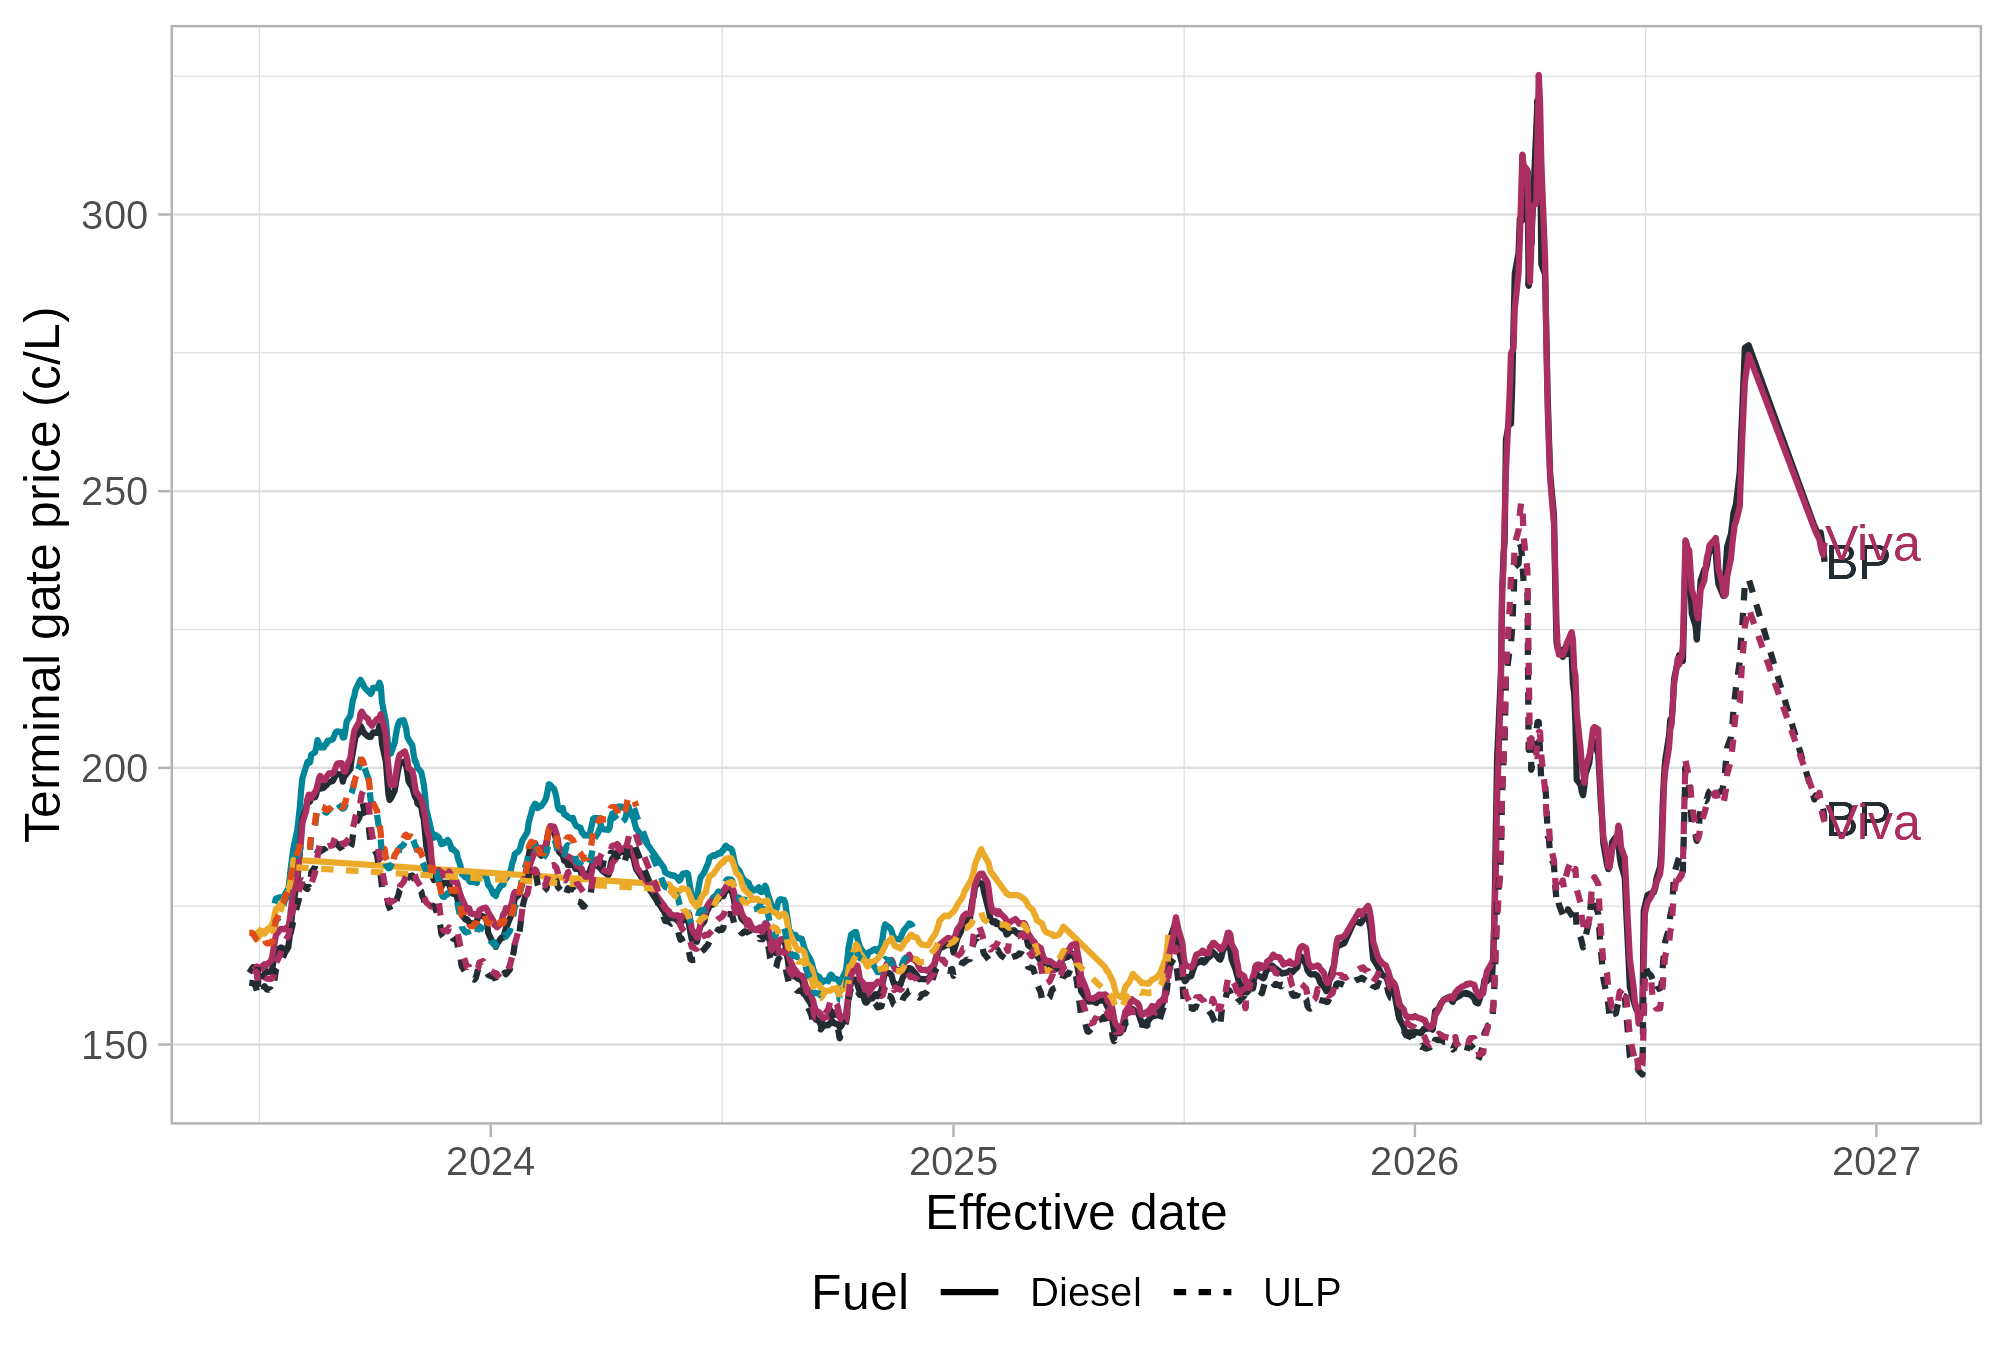 Terminal gate price (c/L)
300
250
200
150
Viva
BP
BP
Viva
2024
2025
2026
2027
Effective date
Fuel
Diesel
ULP